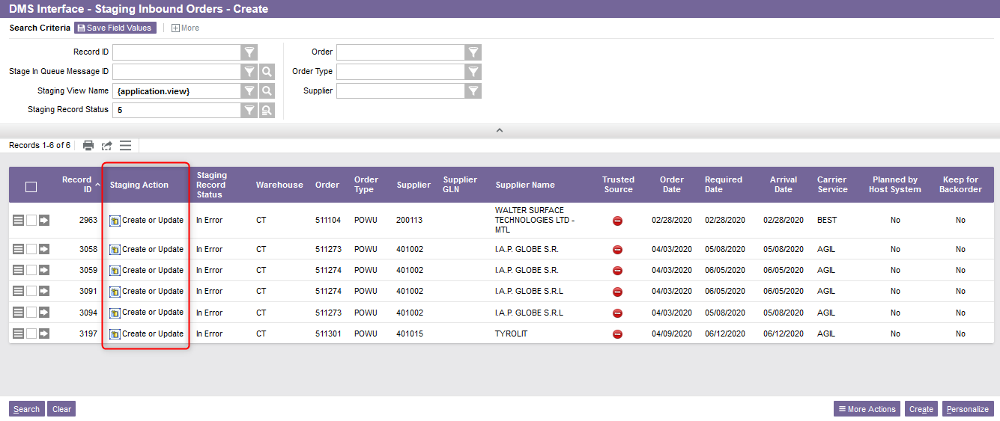 DMS Interface - Staging Inbound Orders - Create
Search Criteria Save Field Values More
Record ID Order
Stage In Queue Message ID Order Type
Staging View Name {application.view} Supplier
Staging Record Status 5
Records 1-6 of 6
Record ID Staging Action Staging Record Status Warehouse Order Order Type Supplier Supplier GLN Supplier Name Trusted Source Order Date Required Date Arrival Date Carrier Service Planned by Host System Keep for Backorder
2963 Create or Update In Error CT 511104 POWU 200113 WALTER SURFACE TECHNOLOGIES LTD - MTL 02/28/2020 02/28/2020 02/28/2020 BEST No No
3058 Create or Update In Error CT 511273 POWU 401002 I.A.P. GLOBE S.R. 04/03/2020 05/08/2020 05/08/2020 AGIL No No
3059 Create or Update In Error CT 511274 POWU 401002 I.A.P. GLOBE S.R. 04/03/2020 06/05/2020 06/05/2020 AGIL No No
3091 Create or Update In Error CT 511274 POWU 401002 I.A.P. GLOBE S.R.L 04/03/2020 06/05/2020 06/05/2020 AGIL No No
3094 Create or Update In Error CT 511273 POWU 401002 I.A.P. GLOBE S.R.L 04/03/2020 05/08/2020 05/08/2020 AGIL No No
3197 Create or Update In Error CT 511301 POWU 401015 TYROLIT 04/09/2020 06/12/2020 06/12/2020 AGIL No No
Search Clear More Actions Create Personalize